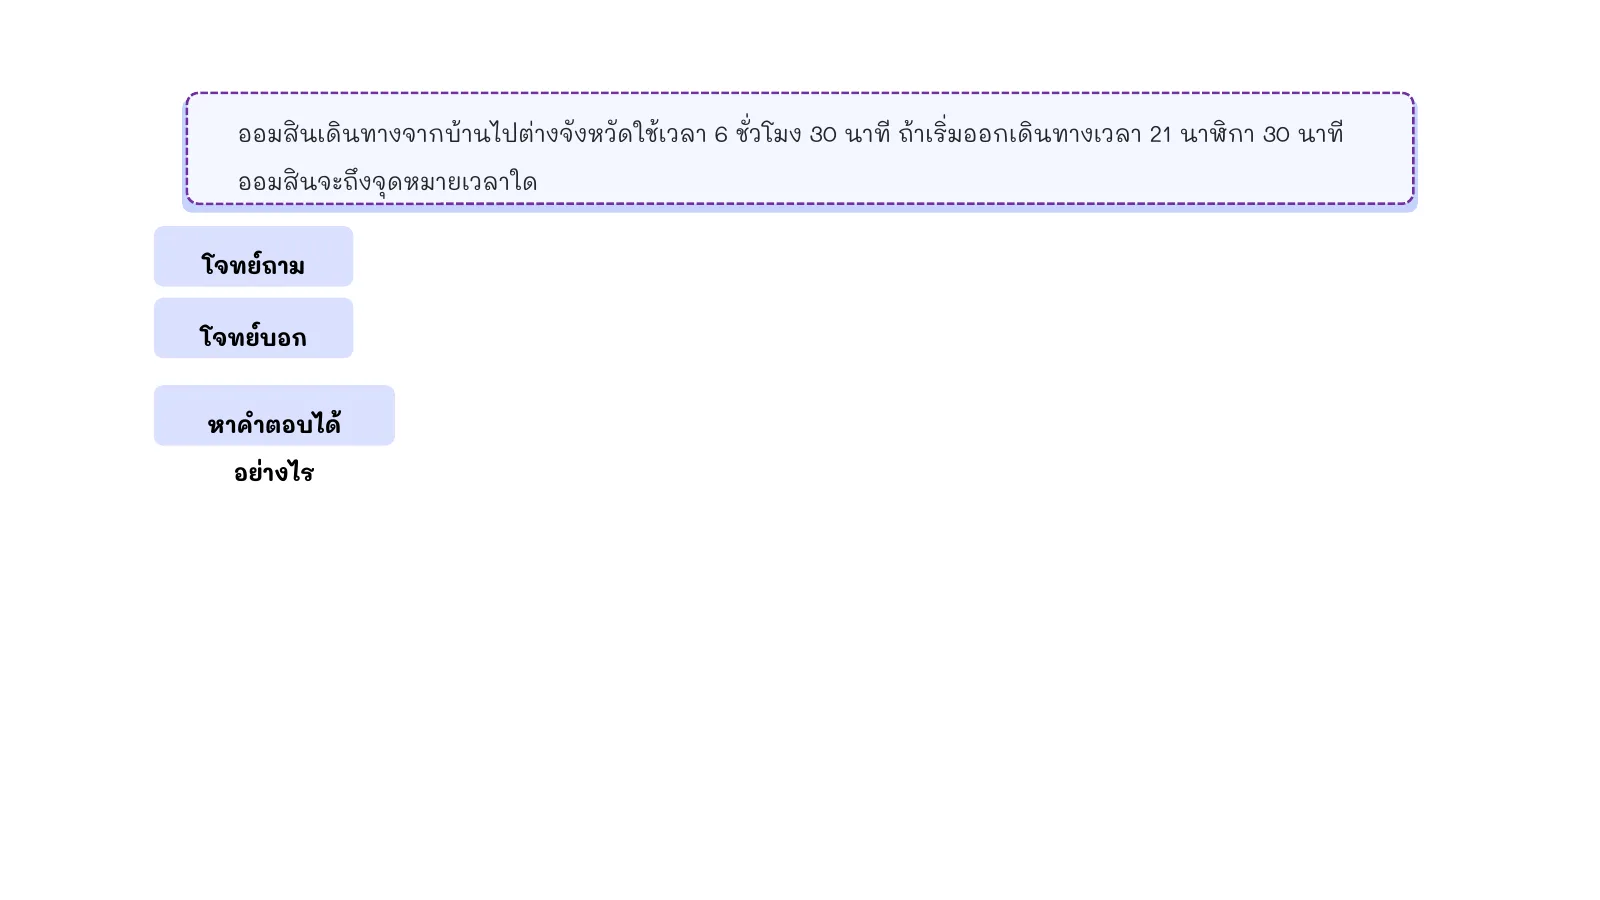 ออมสินเดินทางจากบ้านไปต่างจังหวัดใช้เวลา 6 ชั่วโมง 30 นาที ถ้าเริ่มออกเดินทางเวลา 21 นาฬิกา 30 นาที
ออมสินจะถึงจุดหมายเวลาใด
โจทย์ถาม
โจทย์บอก
หาคำตอบได้
อย่างไร